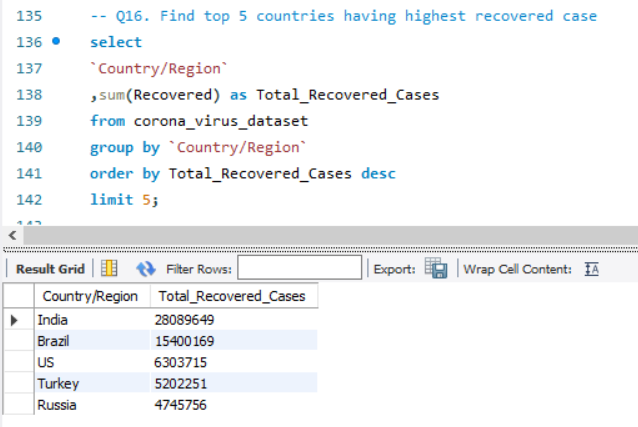 135 -- Q16. Find top 5 countries having highest recovered case
136 select
137 `Country/Region`
138 ,sum(Recovered) as Total_Recovered_Cases
139 from corona_virus_dataset
140 group by `Country/Region`
141 order by Total_Recovered_Cases desc
142 limit 5;
Result Grid Filter Rows: Export: Wrap Cell Content: IA
Country/Region Total_Recovered_Cases
India 28089649
Brazil 15400169
US 6303715
Turkey 5202251
Russia 4745756